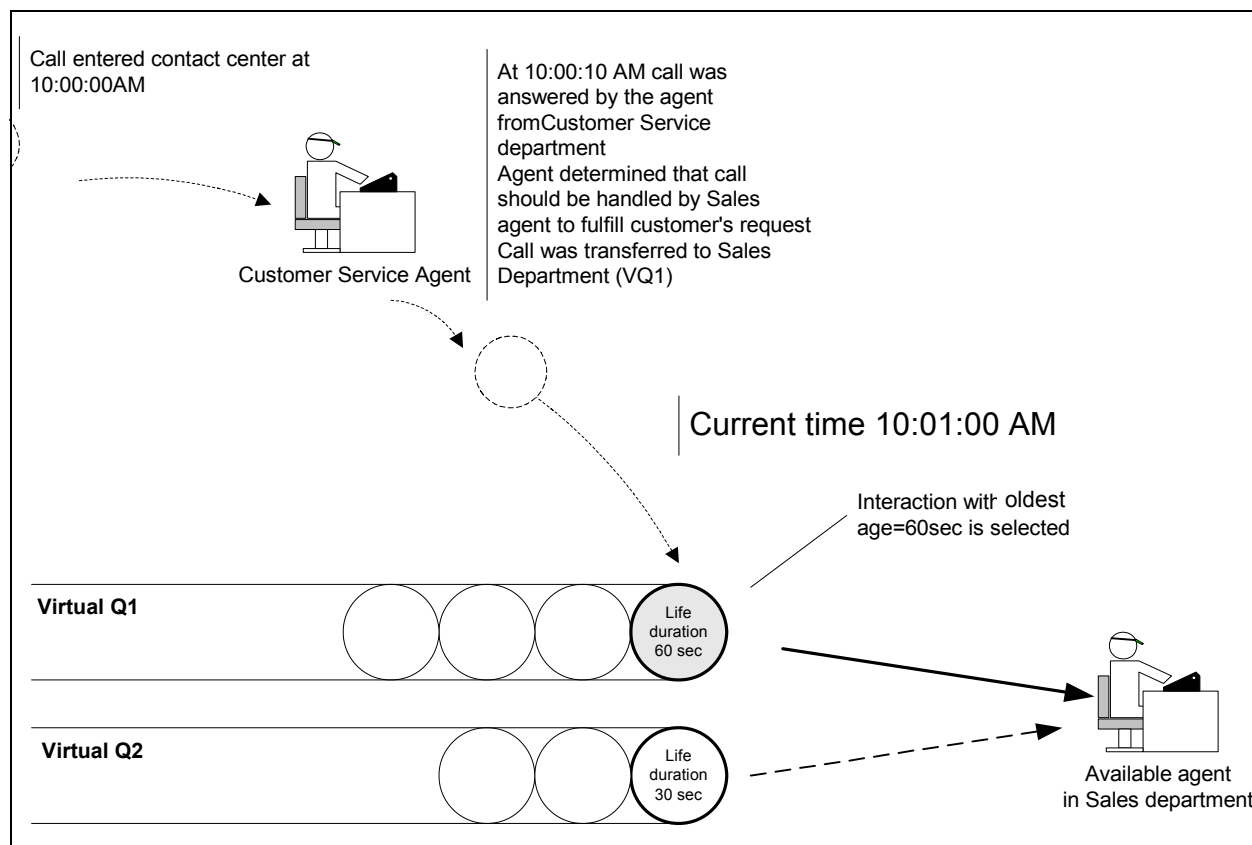 Call entered contact center at
10:00:00AM
At 10:00:10 AM call was
answered by the agent
fromCustomer Service
department
Agent determined that call
should be handled by Sales
agent to fulfill customer's request
Call was transferred to Sales
Department (VQ1)
Customer Service Agent
Current time 10:01:00 AM
Interaction with oldest
age=60sec is selected
Virtual Q1
Life
duration
60 sec
Virtual Q2
Life
duration
30 sec
Available agent
in Sales department